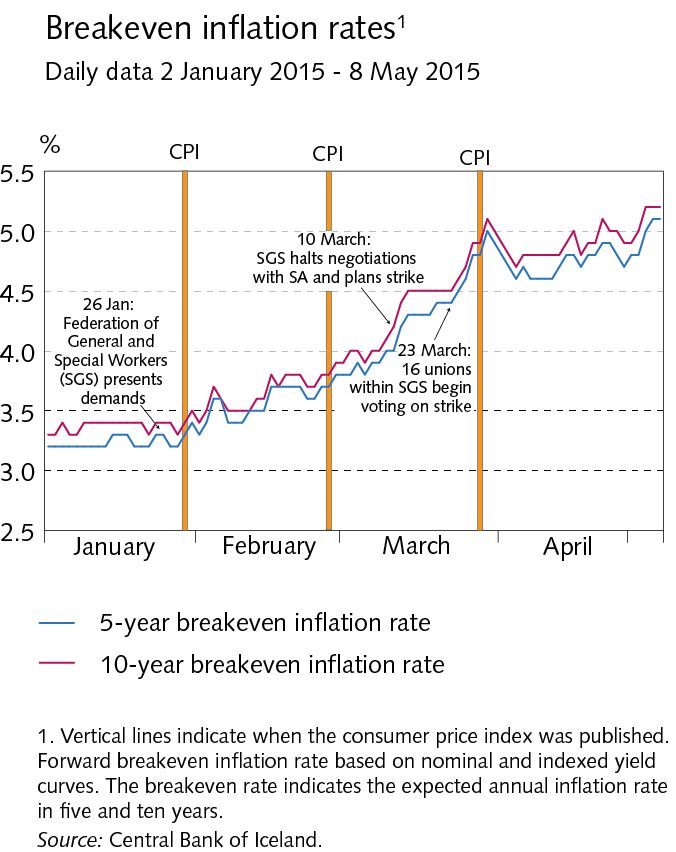 Breakeven inflation rates1
Daily data 2 January 2015 - 8 May 2015
%
CPI
CPI
CPI
5.5
5.0
4.5
4.0
3.5
3.0
2.5
10 March:
SGS halts negotiations
with SA and plans strike
26 Jan:
Federation of
General and
Special Workers
(SGS) presents
demands
23 March:
16 unions
within SGS begin
voting on strike
January
February
March
April
5-year breakeven inflation rate
10-year breakeven inflation rate
1. Vertical lines indicate when the consumer price index was published.
Forward breakeven inflation rate based on nominal and indexed yield
curves. The breakeven rate indicates the expected annual inflation rate
in five and ten years.
Source: Central Bank of Iceland.